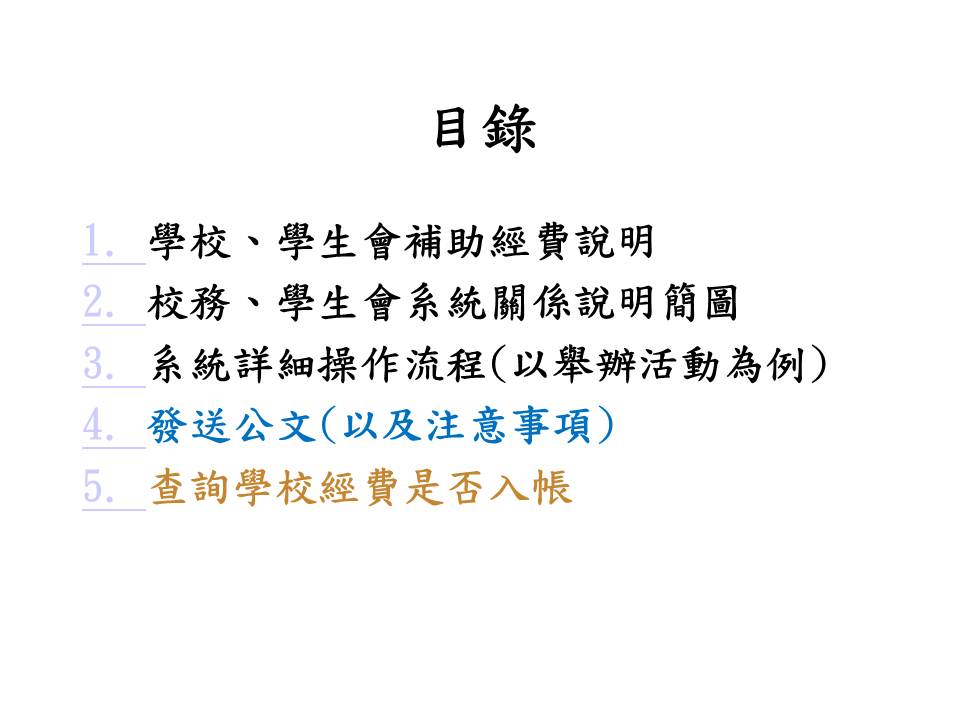 目錄
1. 學校、學生會補助經費說明
2. 校務、學生會系統關係說明簡圖
3. 系統詳細操作流程(以舉辦活動為例)
4. 發送公文(以及注意事項)
5. 查詢學校經費是否入帳